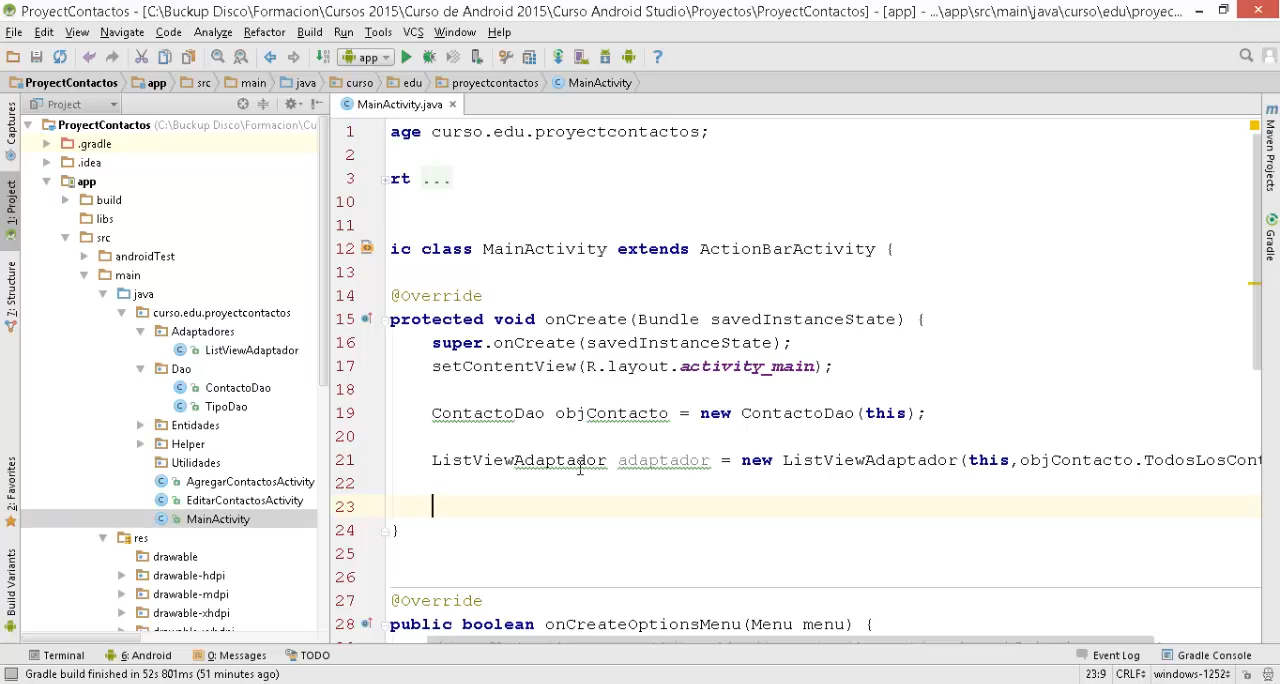 ProyectContactos - [C:\Buckup Disco\Formacion\Cursos 2015\Curso de Android 2015\Curso Android Studio\Proyectos\ProyectContactos] - [app] - ...\app\src\main\java\curso\edu\proyec...
File Edit View Navigate Code Analyze Refactor Build Run Tools VCS Window Help
app
ProyectContactos app src main java curso edu proyectcontactos MainActivity
Project MainActivity.java
ProyectContactos (C:\Buckup Disco\Formacion\Cu
.gradle
.idea
app
build
libs
src
androidTest
main
java
curso.edu.proyectcontactos
Adaptadores
ListViewAdaptador
Dao
ContactoDao
TipoDao
Entidades
Helper
Utilidades
AgregarContactosActivity
EditarContactosActivity
MainActivity
res
drawable
drawable-hdpi
drawable-mdpi
drawable-xhdpi
Captures
1: Project
7: Structure
2: Favorites
Build Variants
1 age curso.edu.proyectcontactos;
2
3 rt ...
10
11
12 ic class MainActivity extends ActionBarActivity {
13
14 @Override
15 protected void onCreate(Bundle savedInstanceState) {
16 super.onCreate(savedInstanceState);
17 setContentView(R.layout.activity_main);
18
19 ContactoDao objContacto = new ContactoDao(this);
20
21 ListViewAdaptador adaptador = new ListViewAdaptador(this,objContacto.TodosLosCont
22
23
24 }
25
26
27 @Override
28 public boolean onCreateOptionsMenu(Menu menu) {
Maven Projects
Gradle
Terminal 6: Android 0: Messages TODO Event Log Gradle Console
Gradle build finished in 52s 801ms (51 minutes ago) 23:9 CRLF÷ windows-1252÷